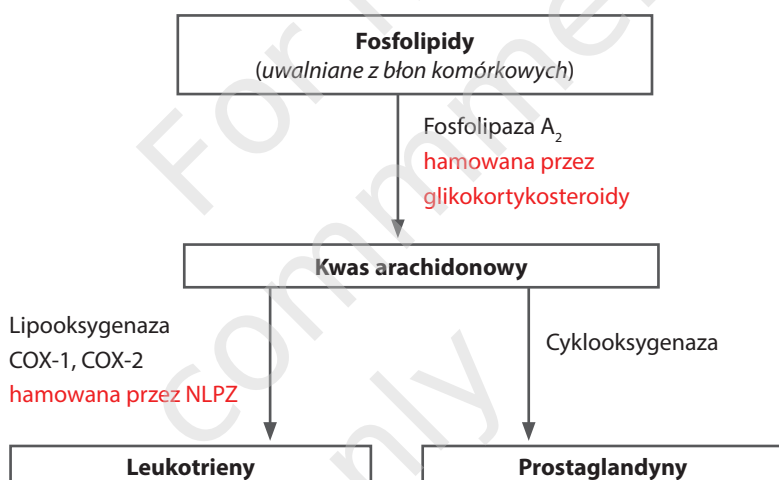 Fosfolipidy
(uwalniane z błon komórkowych)
Fosfolipaza A₂
hamowana przez
glikokortykosteroidy
Kwas arachidonowy
Lipooksygenaza
COX-1, COX-2
hamowana przez NLPZ
Cyklooksygenaza
Leukotrieny
Prostaglandyny